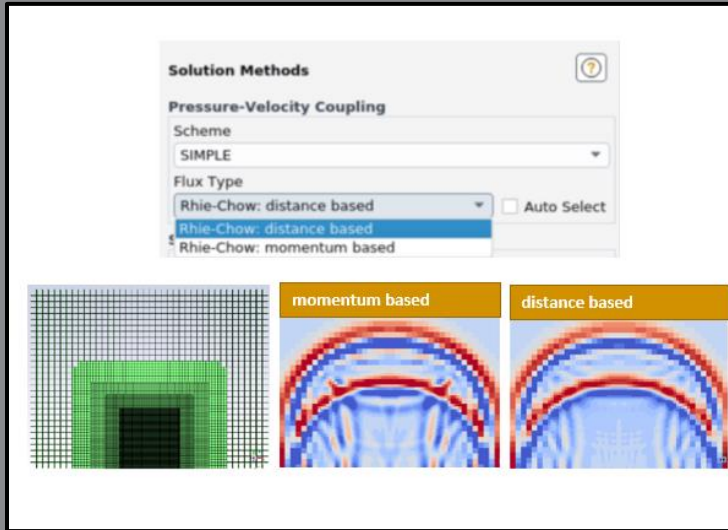 Solution Methods
Pressure-Velocity Coupling
Scheme
SIMPLE
Flux Type
Rhie-Chow: distance based
Auto Select
Rhie-Chow: distance based
Rhie-Chow: momentum based
momentum based
distance based